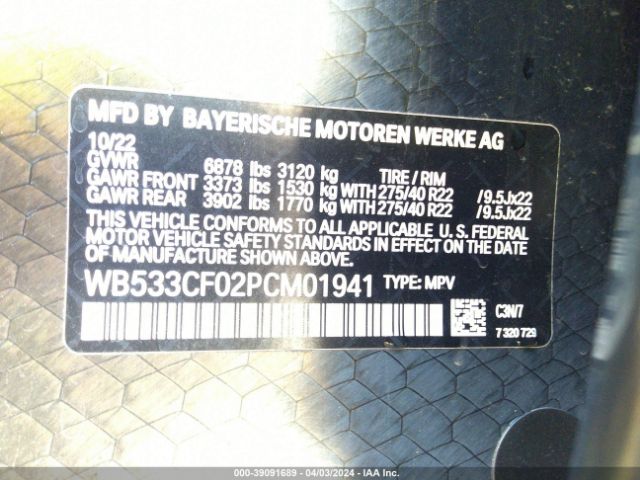 MFD BY BAYERISCHE MOTOREN WERKE AG
10/22
GVWR 6878 lbs 3120 kg TIRE / RIM
GAWR FRONT 3373 lbs 1530 kg WITH 275/40 R22 /9.5Jx22
GAWR REAR 3902 lbs 1770 kg WITH 275/40 R22 /9.5Jx22
THIS VEHICLE CONFORMS TO ALL APPLICABLE U.S. FEDERAL
MOTOR VEHICLE SAFETY STANDARDS IN EFFECT ON THE DATE
OF MANUFACTURE SHOWN ABOVE.
WB533CF02PCM01941 TYPE: MPV
C3N/7
7 320 729
000-39091689 - 04/03/2024 - IAA Inc.